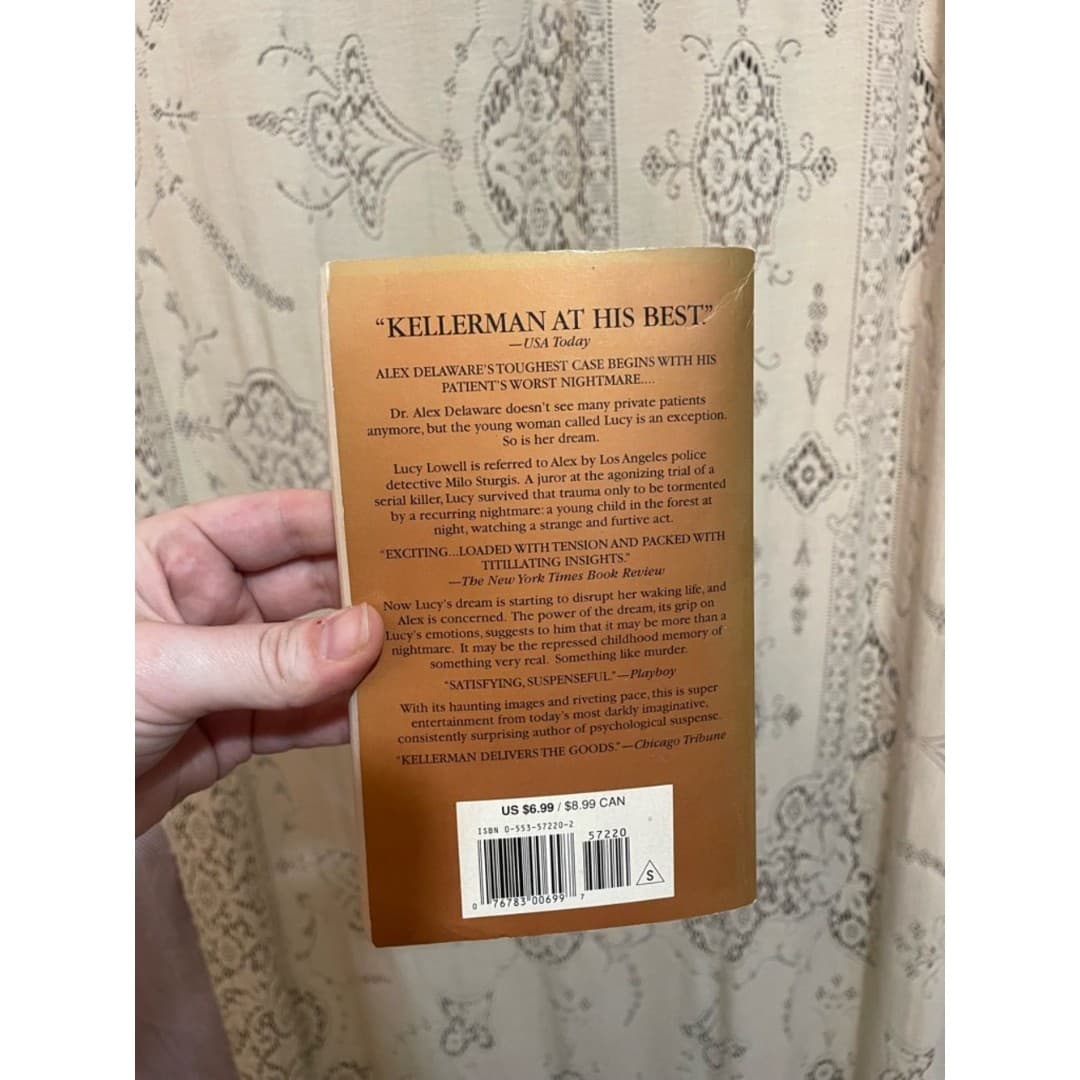 “KELLERMAN AT HIS BEST.”
—USA Today
ALEX DELAWARE'S TOUGHEST CASE BEGINS WITH HIS
PATIENT'S WORST NIGHTMARE....
Dr. Alex Delaware doesn't see many private patients
anymore, but the young woman called Lucy is an exception.
So is her dream.
Lucy Lowell is referred to Alex by Los Angeles police
detective Milo Sturgis. A juror at the agonizing trial of a
serial killer, Lucy survived that trauma only to be tormented
by a recurring nightmare: a young child in the forest at
night, watching a strange and furtive act.
“EXCITING...LOADED WITH TENSION AND PACKED WITH
TITILLATING INSIGHTS.”
—The New York Times Book Review
Now Lucy's dream is starting to disrupt her waking life, and
Alex is concerned. The power of the dream, its grip on
Lucy's emotions, suggests to him that it may be more than a
nightmare. It may be the repressed childhood memory of
something very real. Something like murder.
“SATISFYING, SUSPENSEFUL.”—Playboy
With its haunting images and riveting pace, this is super
entertainment from today's most darkly imaginative,
consistently surprising author of psychological suspense.
“KELLERMAN DELIVERS THE GOODS.”—Chicago Tribune
US $6.99 / $8.99 CAN
ISBN 0-553-57220-2
57220
S
0 76783 00699 7